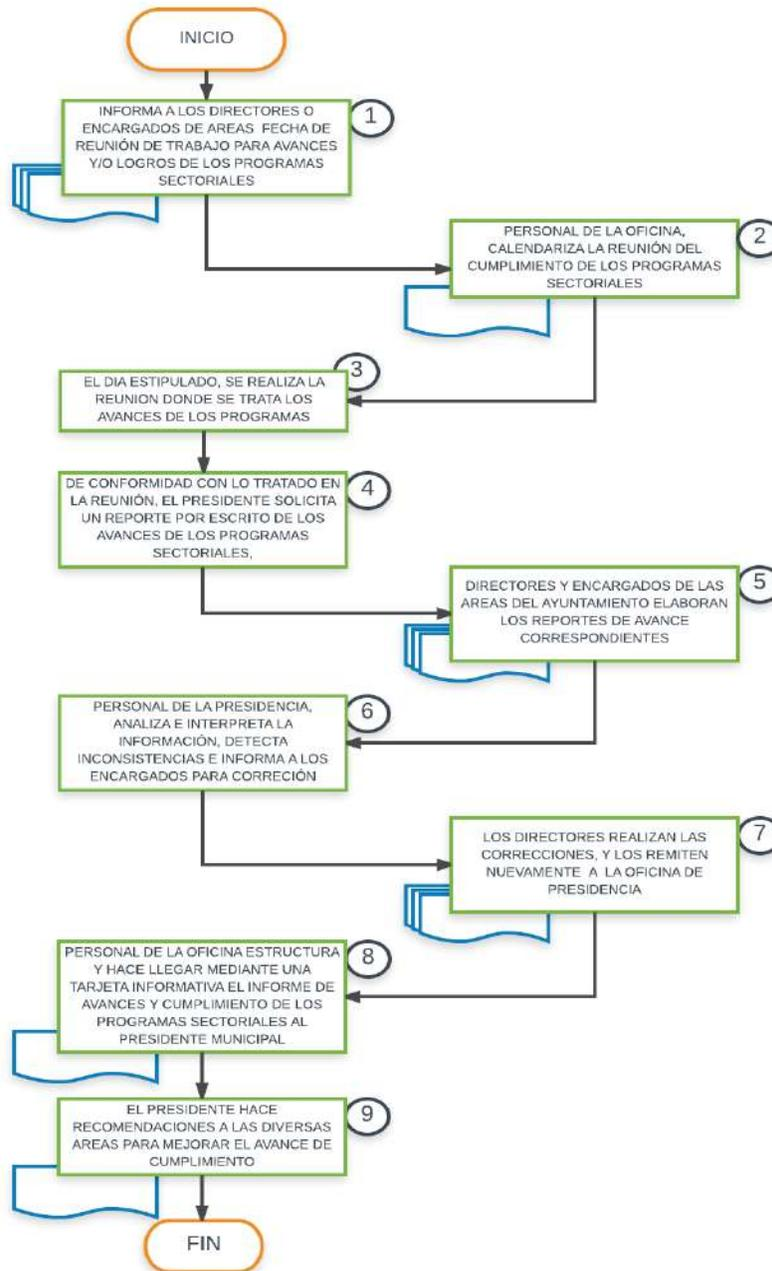 INICIO
1
INFORMA A LOS DIRECTORES O
ENCARGADOS DE AREAS FECHA DE
REUNIÓN DE TRABAJO PARA AVANCES
Y/O LOGROS DE LOS PROGRAMAS
SECTORIALES
2
PERSONAL DE LA OFICINA,
CALENDARIZA LA REUNIÓN DEL
CUMPLIMIENTO DE LOS PROGRAMAS
SECTORIALES
3
EL DIA ESTIPULADO, SE REALIZA LA
REUNION DONDE SE TRATA LOS
AVANCES DE LOS PROGRAMAS
4
DE CONFORMIDAD CON LO TRATADO EN
LA REUNIÓN, EL PRESIDENTE SOLICITA
UN REPORTE POR ESCRITO DE LOS
AVANCES DE LOS PROGRAMAS
SECTORIALES,
5
DIRECTORES Y ENCARGADOS DE LAS
AREAS DEL AYUNTAMIENTO ELABORAN
LOS REPORTES DE AVANCE
CORRESPONDIENTES
6
PERSONAL DE LA PRESIDENCIA,
ANALIZA E INTERPRETA LA
INFORMACIÓN, DETECTA
INCONSISTENCIAS E INFORMA A LOS
ENCARGADOS PARA CORRECIÓN
7
LOS DIRECTORES REALIZAN LAS
CORRECCIONES, Y LOS REMITEN
NUEVAMENTE A LA OFICINA DE
PRESIDENCIA
8
PERSONAL DE LA OFICINA ESTRUCTURA
Y HACE LLEGAR MEDIANTE UNA
TARJETA INFORMATIVA EL INFORME DE
AVANCES Y CUMPLIMIENTO DE LOS
PROGRAMAS SECTORIALES AL
PRESIDENTE MUNICIPAL
9
EL PRESIDENTE HACE
RECOMENDACIONES A LAS DIVERSAS
AREAS PARA MEJORAR EL AVANCE DE
CUMPLIMIENTO
FIN